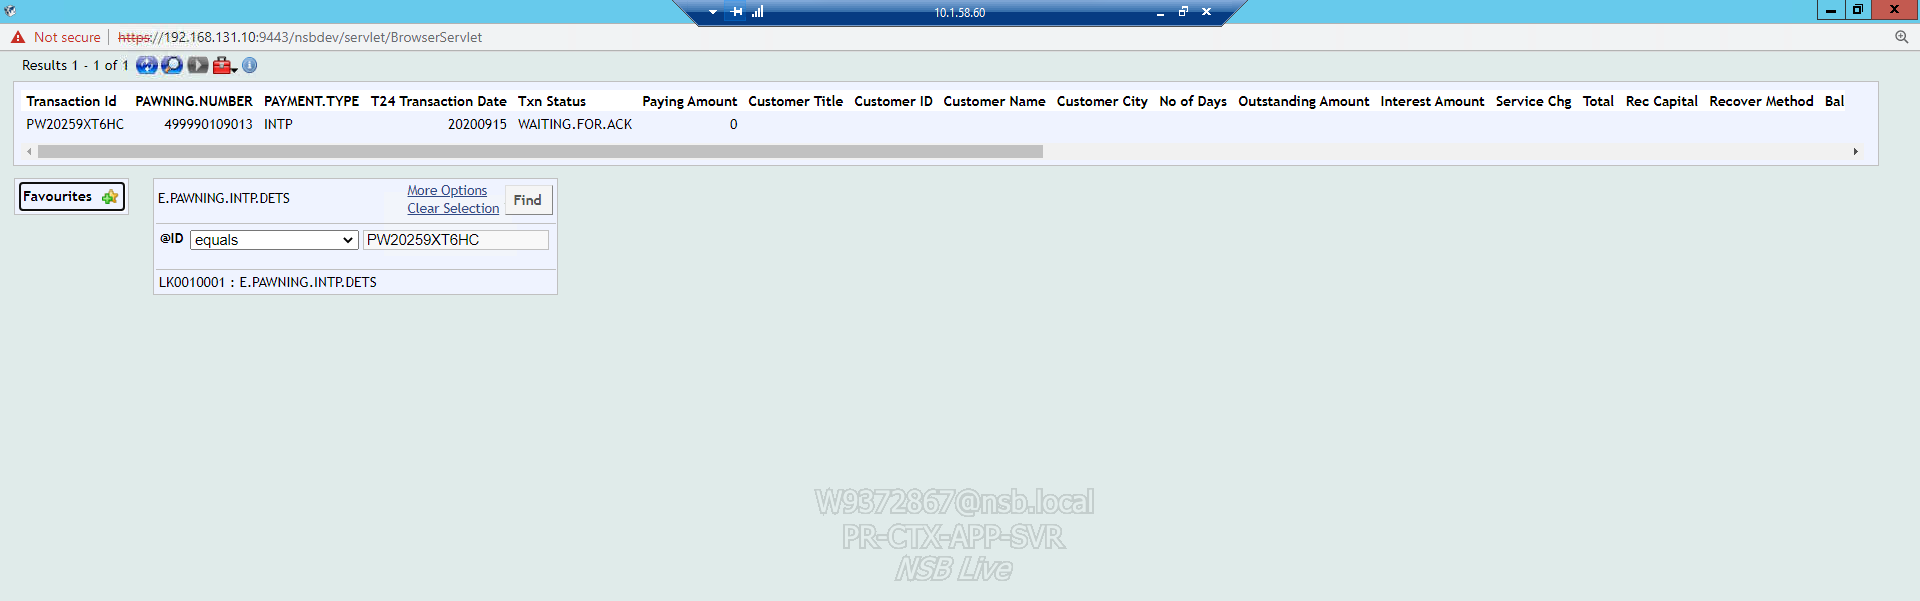 10.1.58.60
Not secure | https://192.168.131.10:9443/nsbdev/servlet/BrowserServlet
Results 1 - 1 of 1
Transaction Id PAWNING.NUMBER PAYMENT.TYPE T24 Transaction Date Txn Status Paying Amount Customer Title Customer ID Customer Name Customer City No of Days Outstanding Amount Interest Amount Service Chg Total Rec Capital Recover Method Bal
PW20259XT6HC 499990109013 INTP 20200915 WAITING.FOR.ACK 0
Favourites
E.PAWNING.INTP.DETS
More Options
Clear Selection
Find
@ID equals PW20259XT6HC
LK0010001 : E.PAWNING.INTP.DETS
W9372867@nsb.local
PR-CTX-APP-SVR
NSB Live